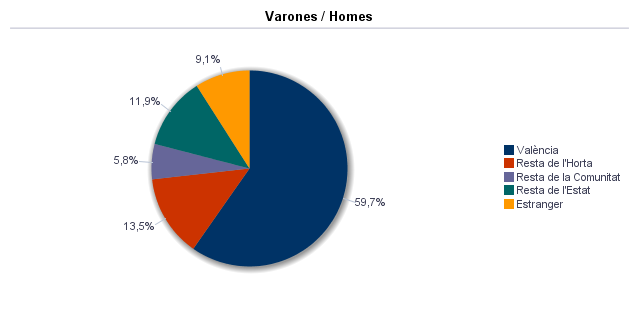 Varones / Homes
9,1%
11,9%
5,8%
13,5%
59,7%
València
Resta de l'Horta
Resta de la Comunitat
Resta de l'Estat
Estranger